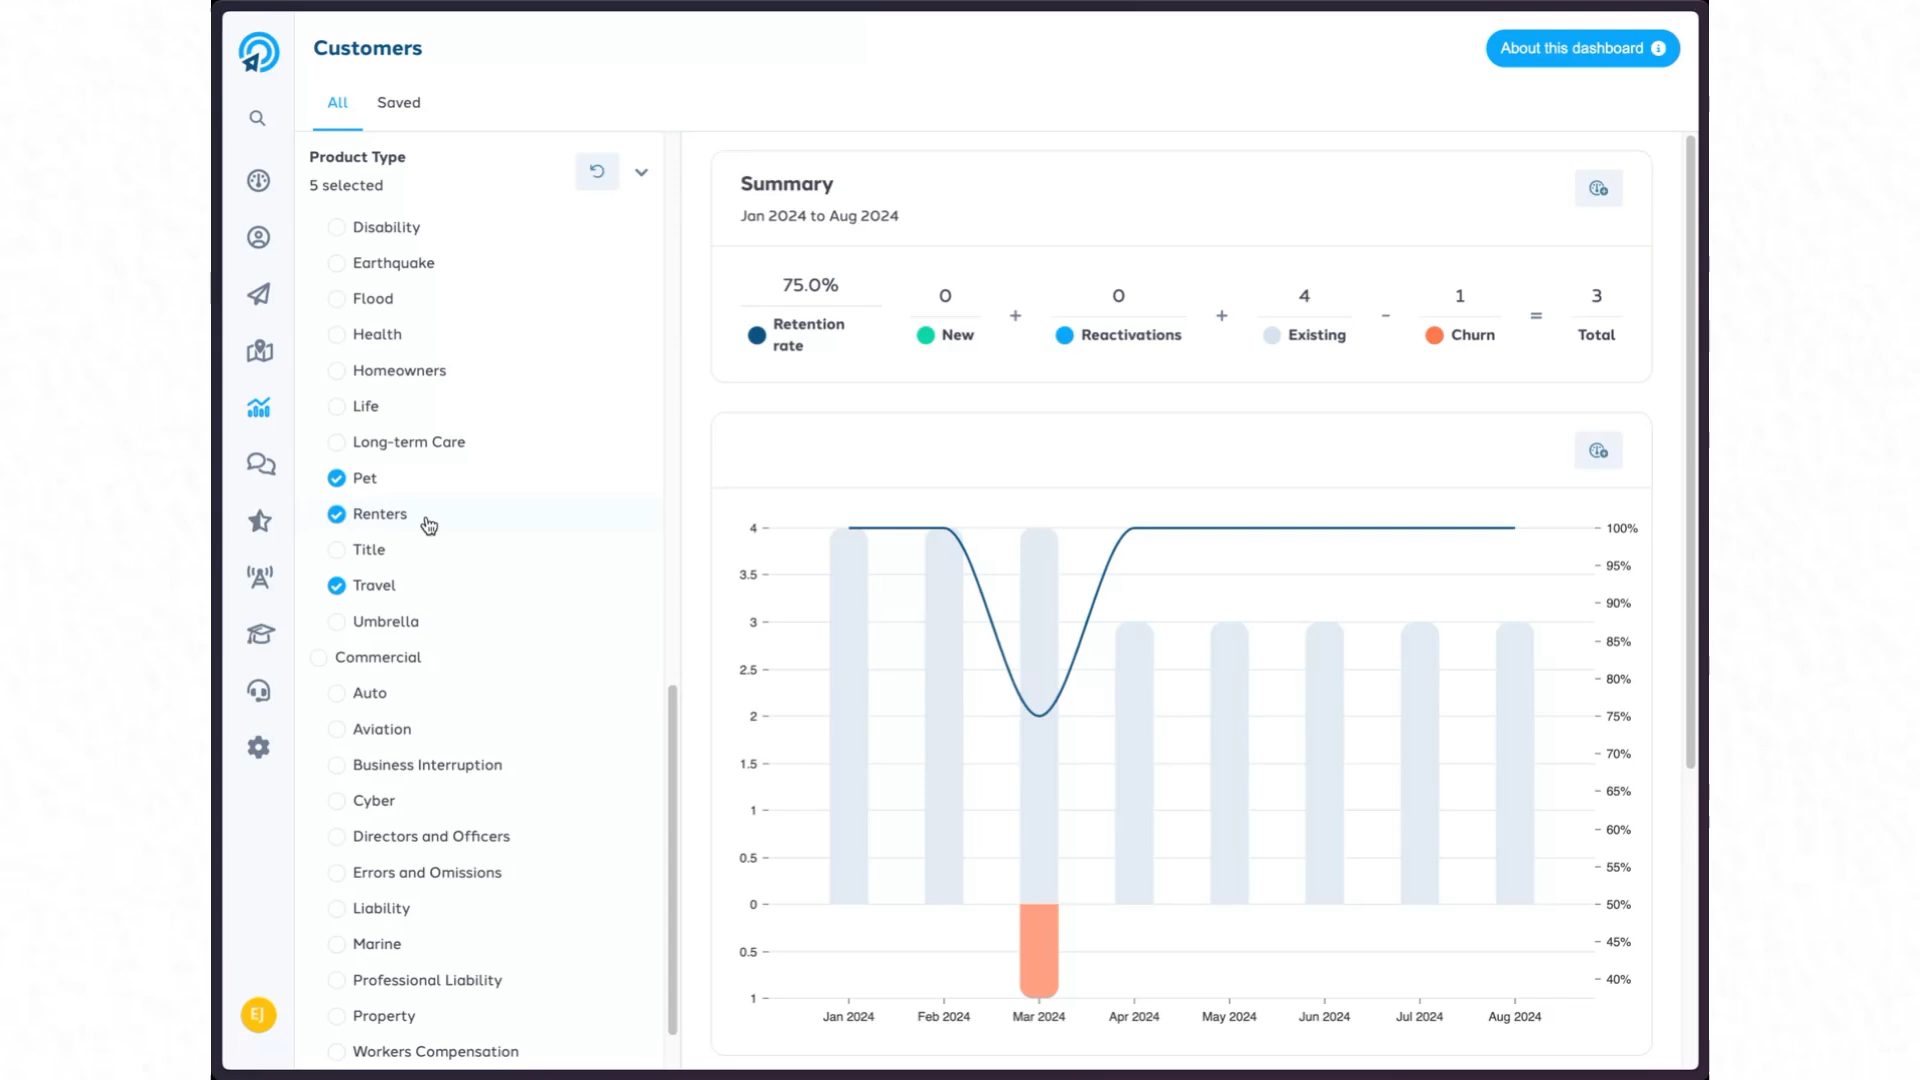 Customers
About this dashboard
All
Saved
Product Type
5 selected
Disability
Earthquake
Flood
Health
Homeowners
Life
Long-term Care
Pet
Renters
Title
Travel
Umbrella
Commercial
Auto
Aviation
Business Interruption
Cyber
Directors and Officers
Errors and Omissions
Liability
Marine
Professional Liability
Property
Workers Compensation
EJ
Summary
Jan 2024 to Aug 2024
75.0%
Retention
rate
0
New
+
0
Reactivations
+
4
Existing
-
1
Churn
=
3
Total
4
3.5
3
2.5
2
1.5
1
0.5
0
0.5
1
100%
95%
90%
85%
80%
75%
70%
65%
60%
55%
50%
45%
40%
Jan 2024
Feb 2024
Mar 2024
Apr 2024
May 2024
Jun 2024
Jul 2024
Aug 2024